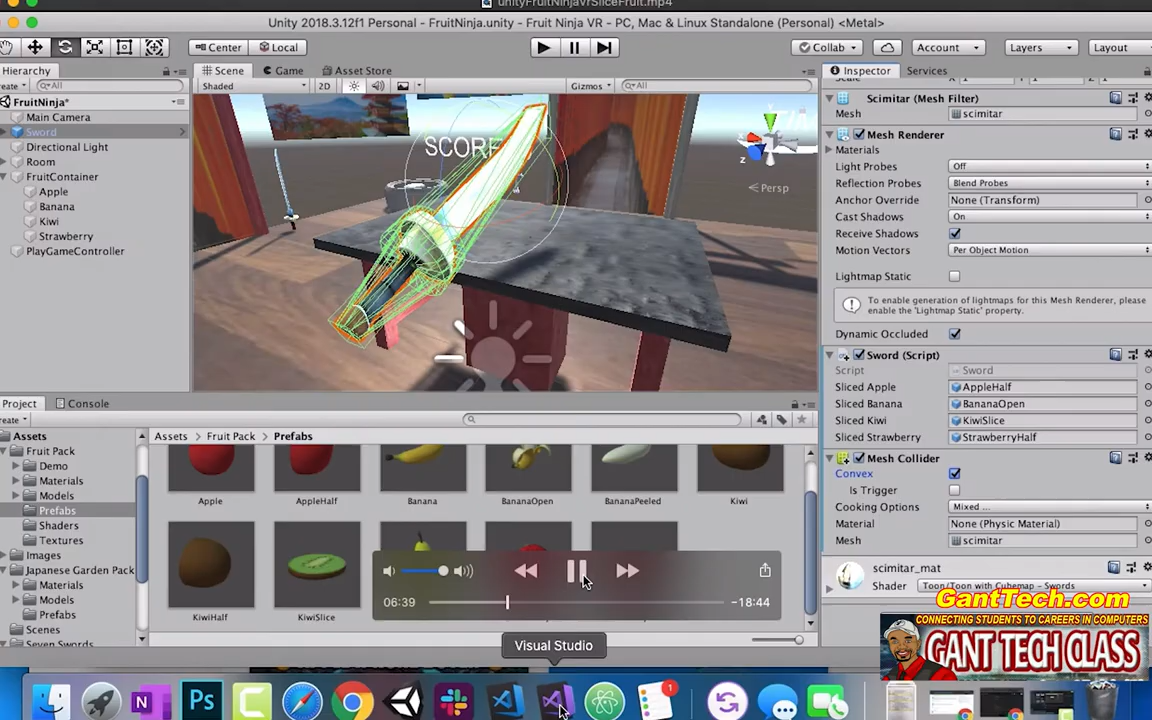 unityFruitNinjaVrSliceFruit.mp4
Unity 2018.3.12f1 Personal - FruitNinja.unity - Fruit Ninja VR - PC, Mac & Linux Standalone (Personal) <Metal>
Center Local Collab Account Layers Layout
Hierarchy Scene Game Asset Store Inspector Services
All Shaded 2D Gizmos All
FruitNinja*
Main Camera
Sword
Directional Light
Room
FruitContainer
Apple
Banana
Kiwi
Strawberry
PlayGameController
SCORE
Z
Persp
Scimitar (Mesh Filter)
Mesh scimitar
Mesh Renderer
Materials
Light Probes Off
Reflection Probes Blend Probes
Anchor Override None (Transform)
Cast Shadows On
Receive Shadows
Motion Vectors Per Object Motion
Lightmap Static
To enable generation of lightmaps for this Mesh Renderer, please
enable the 'Lightmap Static' property.
Dynamic Occluded
Sword (Script)
Script Sword
Sliced Apple AppleHalf
Sliced Banana BananaOpen
Sliced Kiwi KiwiSlice
Sliced Strawberry StrawberryHalf
Mesh Collider
Convex
Is Trigger
Cooking Options Mixed ...
Material None (Physic Material)
Mesh scimitar
scimitar_mat
Shader Toon/Toon with Cubemap - Swords
Project Console
Assets
Fruit Pack
Demo
Materials
Models
Prefabs
Shaders
Textures
Images
Japanese Garden Pack
Materials
Models
Prefabs
Scenes
Seven Swords
Assets Fruit Pack Prefabs
Apple AppleHalf Banana BananaOpen BananaPeeled Kiwi
KiwiHalf KiwiSlice
06:39 -18:44
Visual Studio
GantTech.com
CONNECTING STUDENTS TO CAREERS IN COMPUTERS
GANT TECH CLASS
N Ps C
1